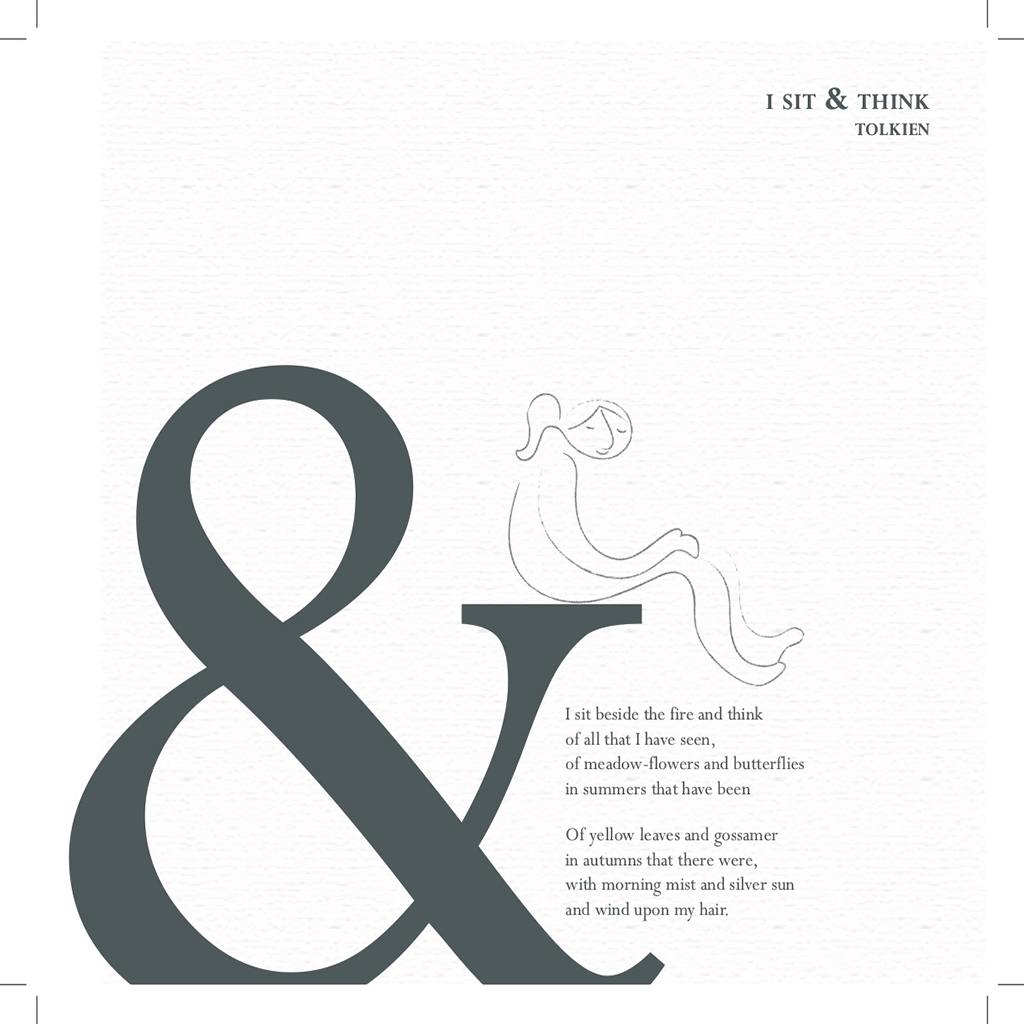 I SIT & THINK
TOLKIEN
&
I sit beside the fire and think
of all that I have seen,
of meadow-flowers and butterflies
in summers that have been
Of yellow leaves and gossamer
in autumns that there were,
with morning mist and silver sun
and wind upon my hair.